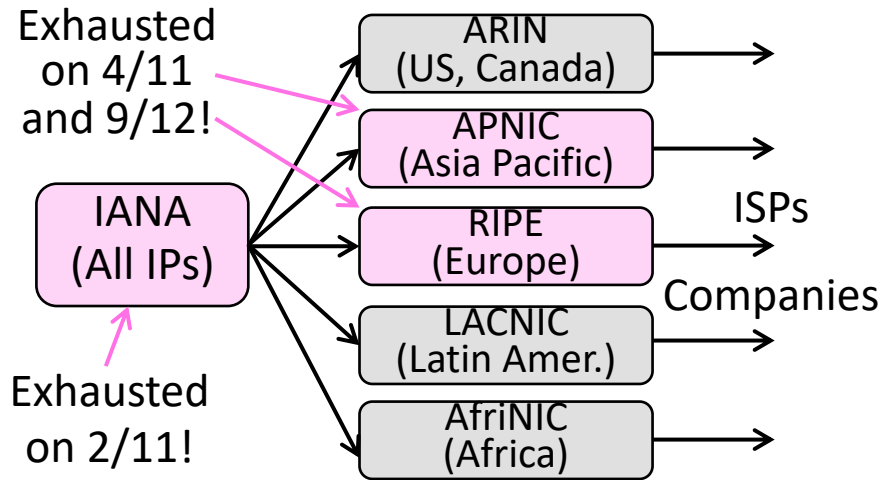 Exhausted
on 4/11
and 9/12!
IANA
(All IPs)
Exhausted
on 2/11!
ARIN
(US, Canada)
APNIC
(Asia Pacific)
RIPE
(Europe)
LACNIC
(Latin Amer.)
AfriNIC
(Africa)
ISPs
Companies